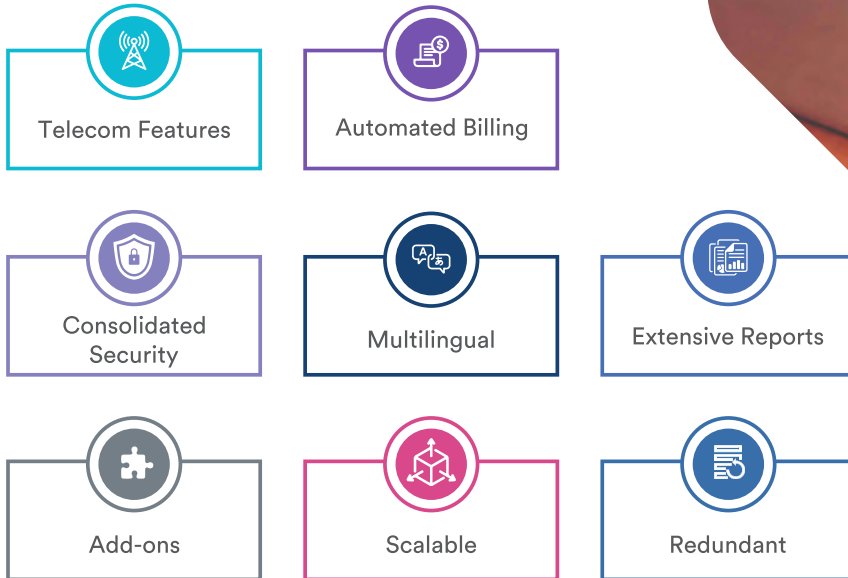 Telecom Features
Automated Billing
Consolidated
Security
Multilingual
Extensive Reports
Add-ons
Scalable
Redundant